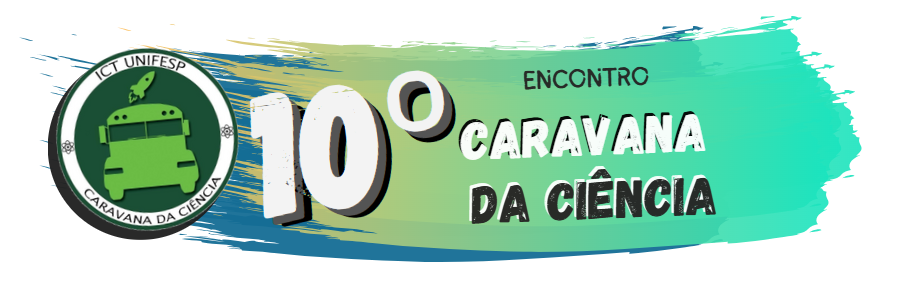 ICT UNIFESP
CARAVANA DA CIÊNCIA
10º
ENCONTRO
CARAVANA
DA CIÊNCIA